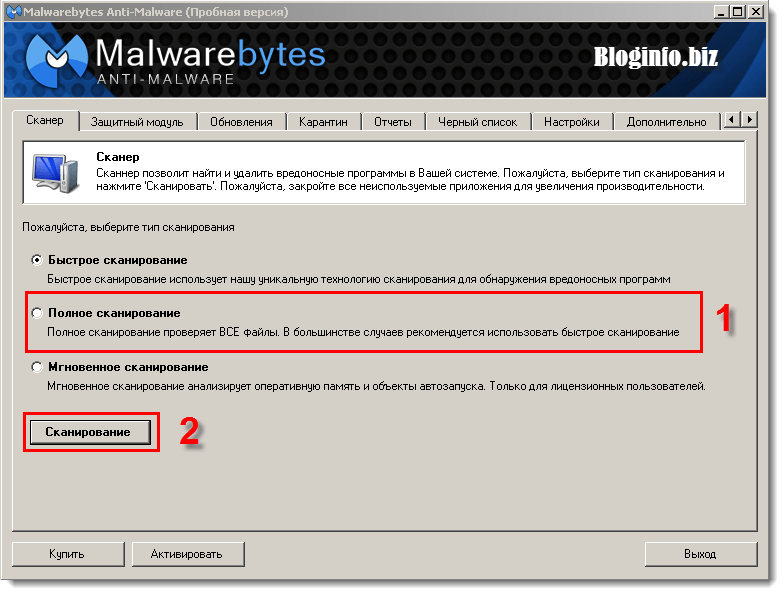 Malwarebytes Anti-Malware (Пробная версия)
Malwarebytes
ANTI-MALWARE
Bloginfo.biz
Сканер
Защитный модуль
Обновления
Карантин
Отчеты
Черный список
Настройки
Дополнительно
Сканер
Сканнер позволит найти и удалить вредоносные программы в Вашей системе. Пожалуйста, выберите тип сканирования и
нажмите 'Сканировать'. Пожалуйста, закройте все неиспользуемые приложения для увеличения производительности.
Пожалуйста, выберите тип сканирования
Быстрое сканирование
Быстрое сканирование использует нашу уникальную технологию сканирования для обнаружения вредоносных программ
Полное сканирование
Полное сканирование проверяет ВСЕ файлы. В большинстве случаев рекомендуется использовать быстрое сканирование
1
Мгновенное сканирование
Мгновенное сканирование анализирует оперативную память и объекты автозапуска. Только для лицензионных пользователей.
Сканирование
2
Купить
Активировать
Выход